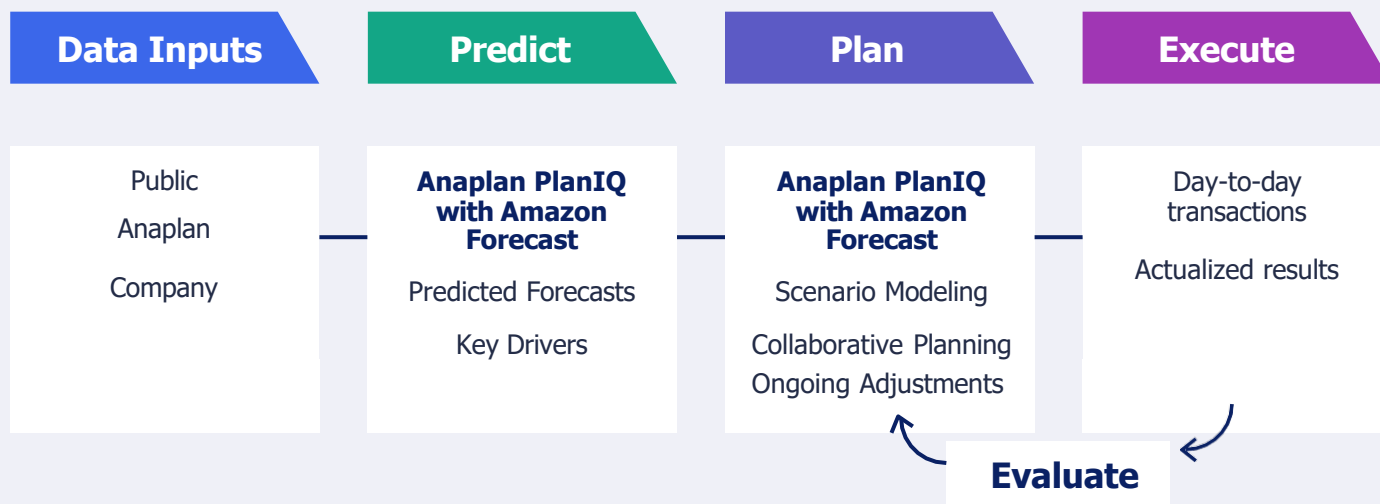 Data Inputs
Predict
Plan
Execute
Public
Anaplan
Company
Anaplan PlanIQ
with Amazon
Forecast
Predicted Forecasts
Key Drivers
Anaplan PlanIQ
with Amazon
Forecast
Scenario Modeling
Collaborative Planning
Ongoing Adjustments
Day-to-day
transactions
Actualized results
Evaluate